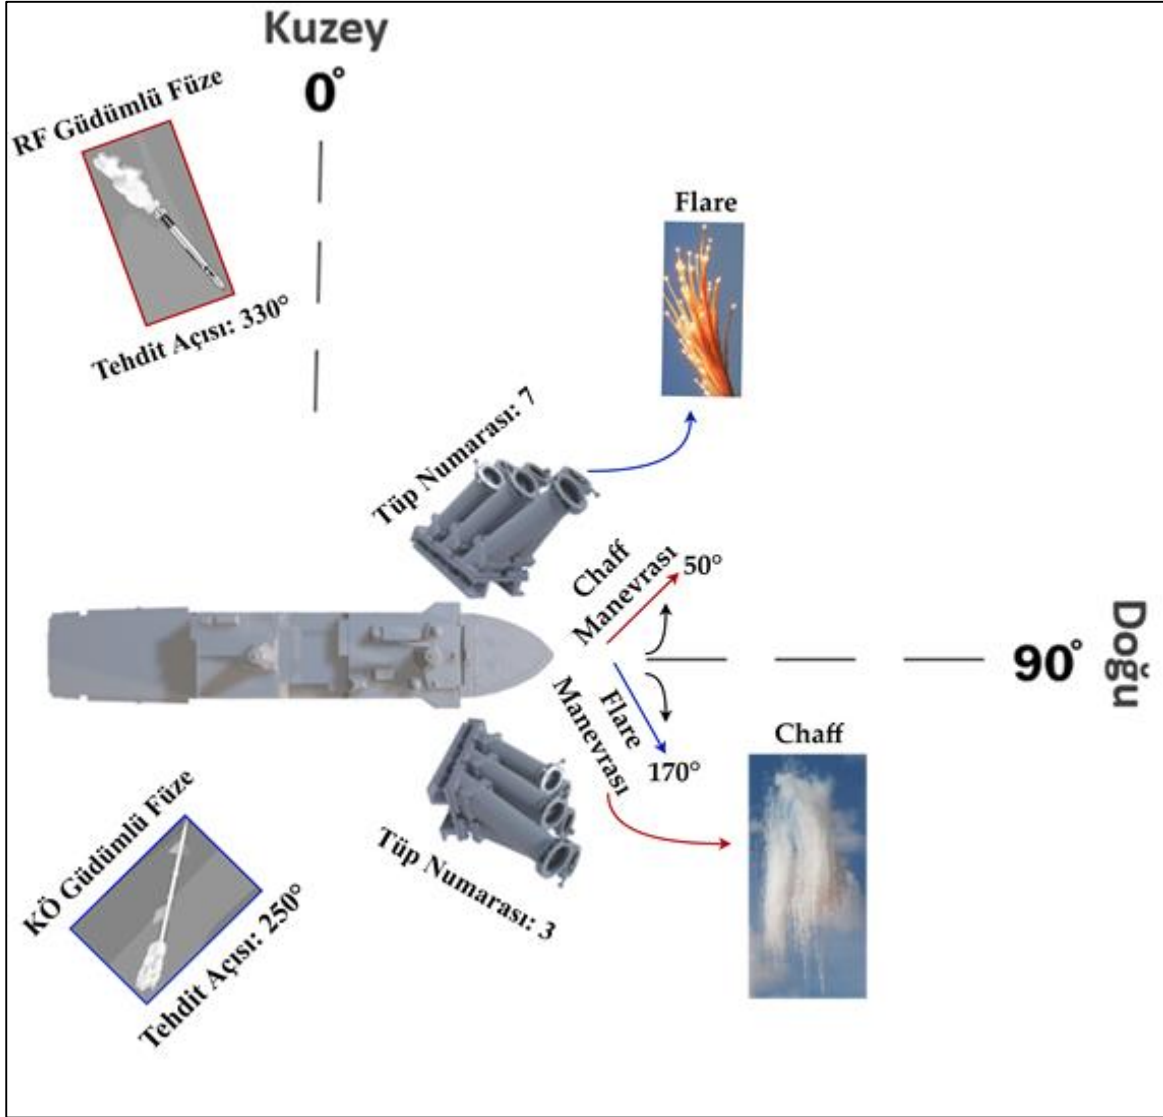 Kuzey
0°
RF Güdümlü Füze
Tehdit Açısı: 330°
Flare
Tüp Numarası: 7
Chaff
Manevrası
50°
90°
Doğu
Flare
Manevrası
170°
Chaff
Tüp Numarası: 3
KÖ Güdümlü Füze
Tehdit Açısı: 250°